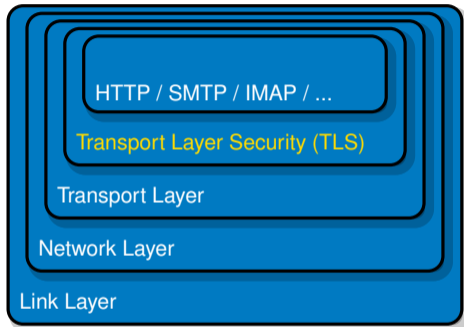 HTTP / SMTP / IMAP / ...
Transport Layer Security (TLS)
Transport Layer
Network Layer
Link Layer